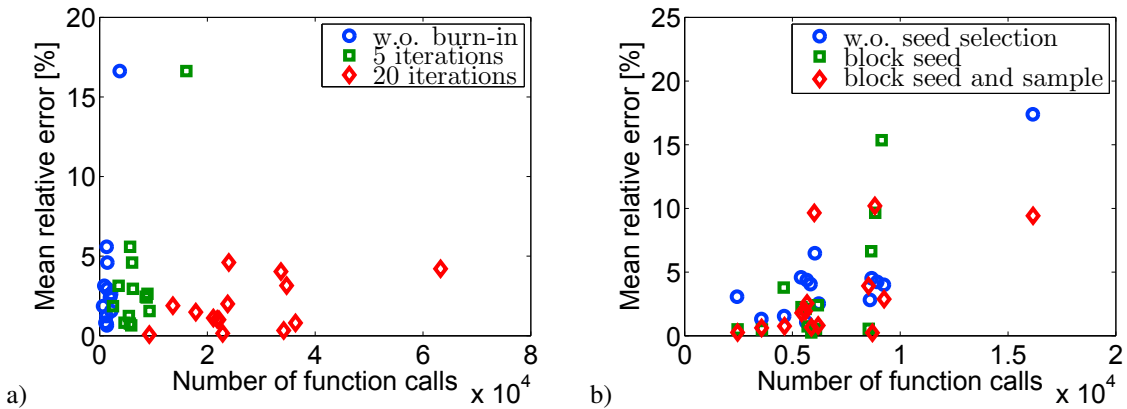 20
15
10
5
0
Mean relative error [%]
w.o. burn-in
5 iterations
20 iterations
0 2 4 6 8
Number of function calls
x 10^4
a)
25
20
15
10
5
0
Mean relative error [%]
w.o. seed selection
block seed
block seed and sample
0 0.5 1 1.5 2
Number of function calls
x 10^4
b)